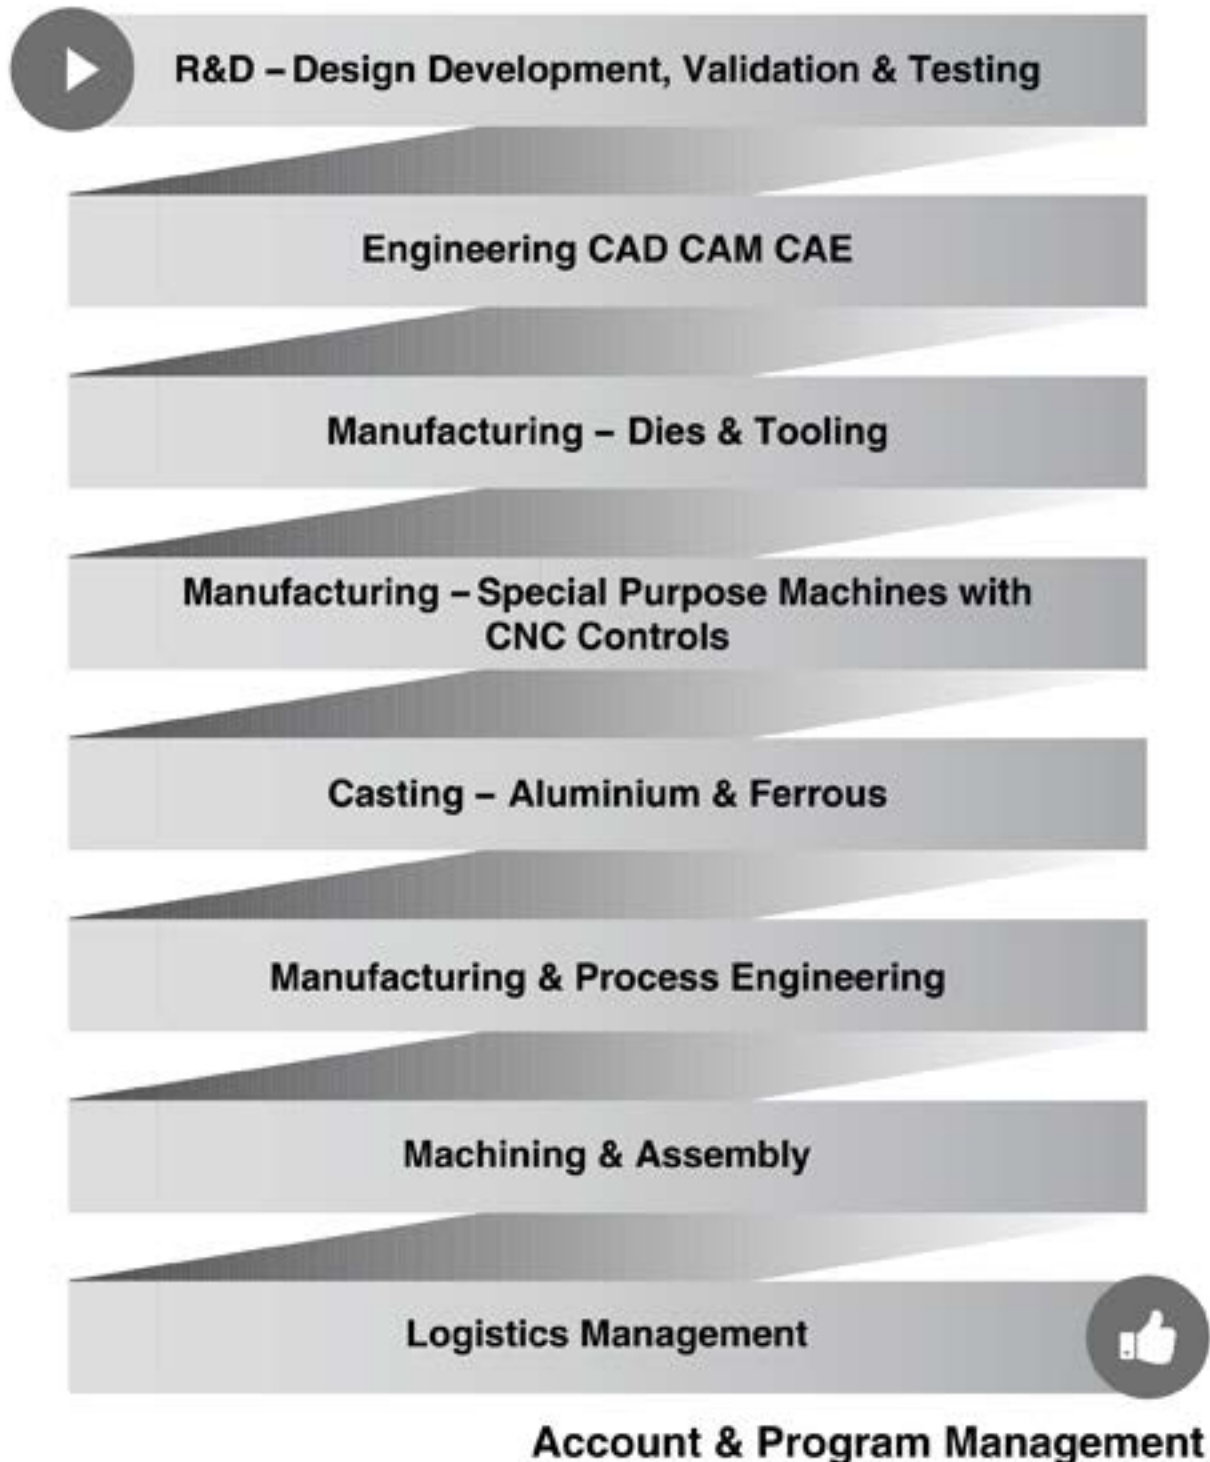 R&D – Design Development, Validation & Testing
Engineering CAD CAM CAE
Manufacturing – Dies & Tooling
Manufacturing – Special Purpose Machines with
CNC Controls
Casting – Aluminium & Ferrous
Manufacturing & Process Engineering
Machining & Assembly
Logistics Management
Account & Program Management